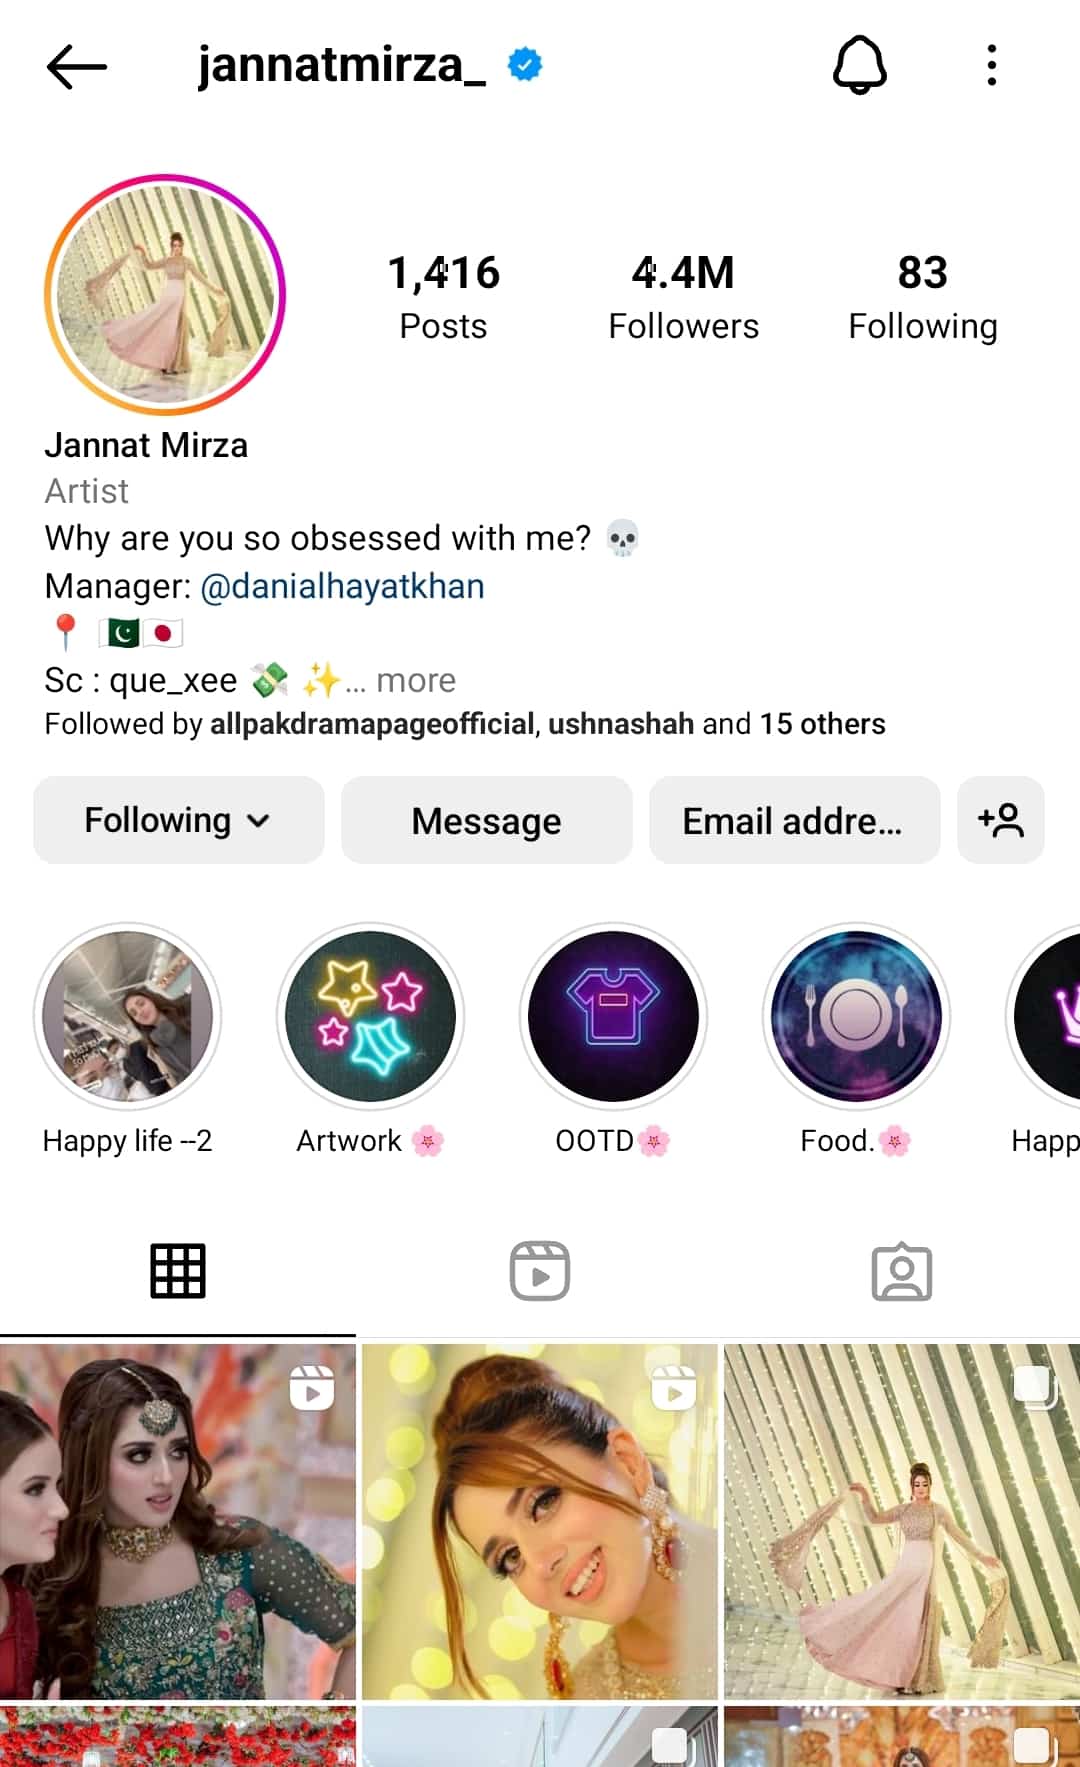 jannatmirza_
1,416
Posts
4.4M
Followers
83
Following
Jannat Mirza
Artist
Why are you so obsessed with me? 💀
Manager: @danialhayatkhan
📍 🇵🇰🇯🇵
Sc : que_xee 💸 ✨... more
Followed by allpakdramapageofficial, ushnashah and 15 others
Following
Message
Email addre...
Happy life --2
Artwork 🌸
OOTD🌸
Food.🌸
Happ